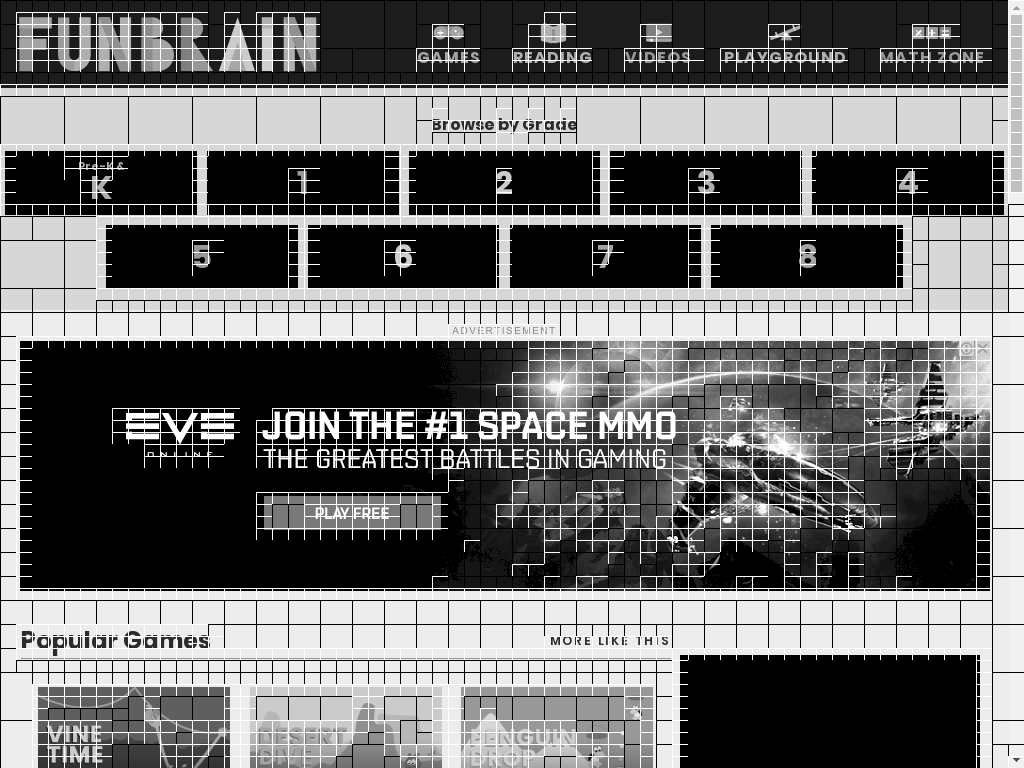 FUNBRAIN
GAMES
READING
VIDEOS
PLAYGROUND
MATH ZONE
Browse by Grade
Pre-K &
K
1
2
3
4
5
6
7
8
ADVERTISEMENT
EVE
ONLINE
JOIN THE #1 SPACE MMO
THE GREATEST BATTLES IN GAMING
PLAY FREE
Popular Games
MORE LIKE THIS
VINE
TIME
DESERT
DIVE
PENGUIN
DROP